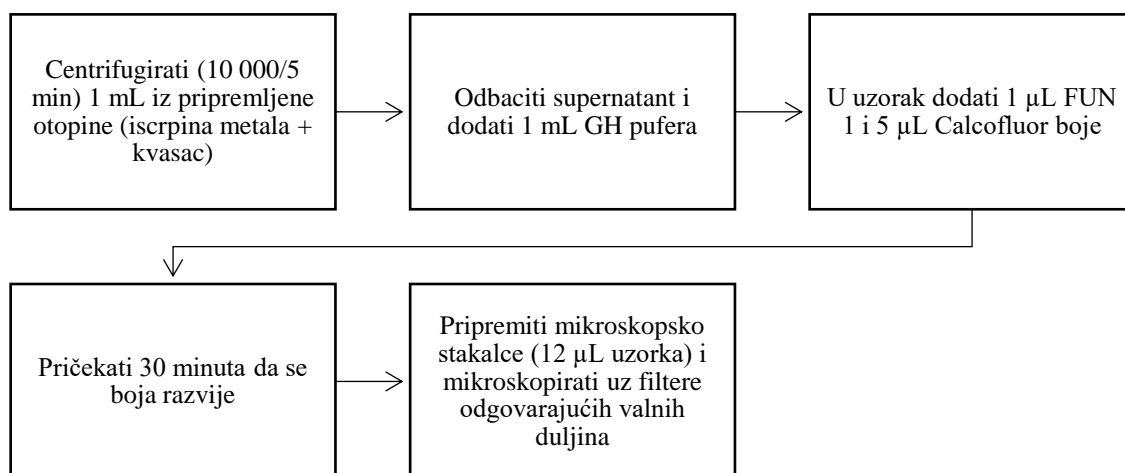 Centrifugirati (10 000/5
min) 1 mL iz pripremljene
otopine (iscrpina metala +
kvasac)
Odbaciti supernatant i
dodati 1 mL GH pufera
U uzorak dodati 1 µL FUN
1 i 5 µL Calcofluor boje
Pričekati 30 minuta da se
boja razvije
Pripremiti mikroskopsko
stakalce (12 µL uzorka) i
mikroskopirati uz filtere
odgovarajućih valnih
duljina